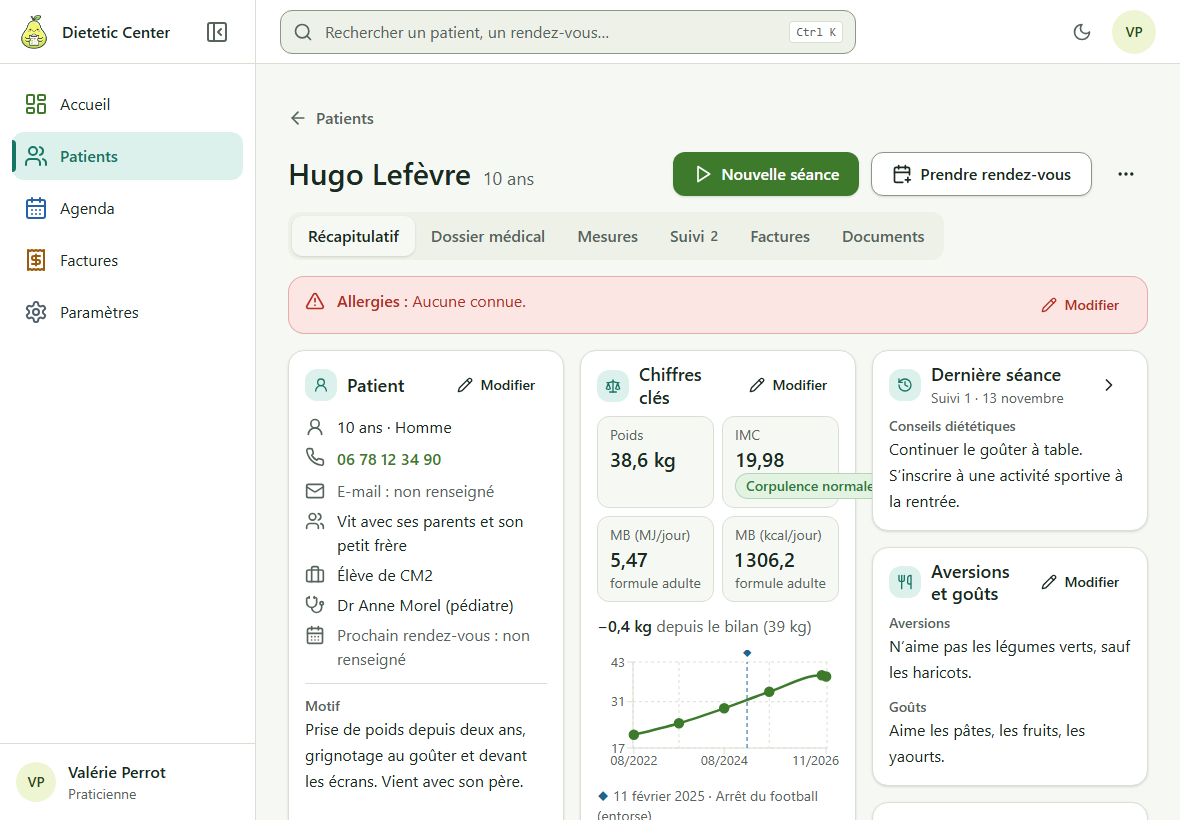 Dietetic Center
Rechercher un patient, un rendez-vous...
Ctrl K
VP
Accueil
Patients
Agenda
Factures
Paramètres
Patients
Hugo Lefèvre 10 ans
Nouvelle séance
Prendre rendez-vous
Récapitulatif
Dossier médical
Mesures
Suivi 2
Factures
Documents
Allergies : Aucune connue.
Modifier
Patient
Modifier
10 ans · Homme
06 78 12 34 90
E-mail : non renseigné
Vit avec ses parents et son
petit frère
Élève de CM2
Dr Anne Morel (pédiatre)
Prochain rendez-vous : non
renseigné
Motif
Prise de poids depuis deux ans,
grignotage au goûter et devant
les écrans. Vient avec son père.
Chiffres
clés
Modifier
Poids
38,6 kg
IMC
19,98
Corpulence normale
MB (MJ/jour)
5,47
formule adulte
MB (kcal/jour)
1 306,2
formule adulte
−0,4 kg depuis le bilan (39 kg)
43
31
17
08/2022
08/2024
11/2026
11 février 2025 · Arrêt du football
(entorse)
Dernière séance
Suivi 1 · 13 novembre
Conseils diététiques
Continuer le goûter à table.
S’inscrire à une activité sportive à
la rentrée.
Aversions
et goûts
Modifier
Aversions
N’aime pas les légumes verts, sauf
les haricots.
Goûts
Aime les pâtes, les fruits, les
yaourts.
VP
Valérie Perrot
Praticienne